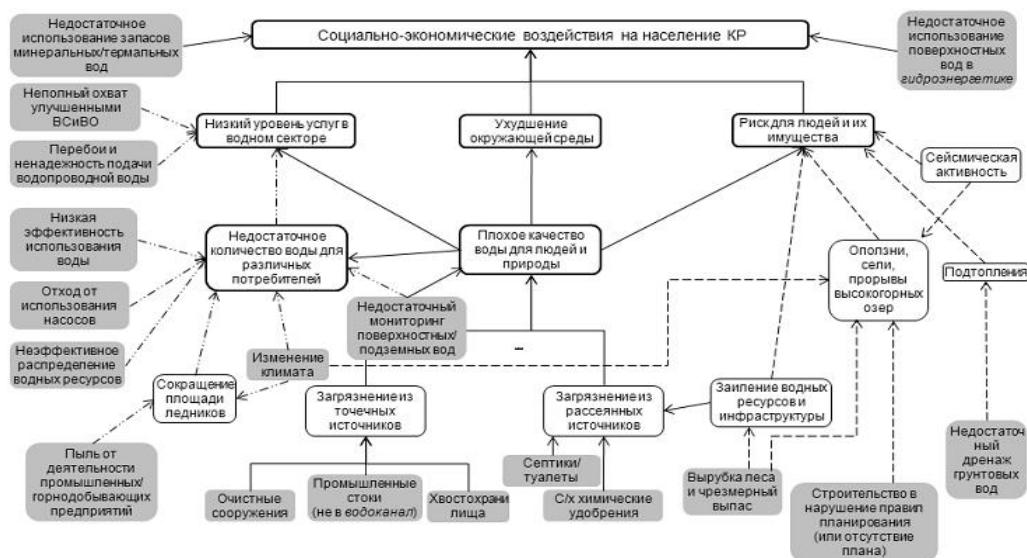 Недостаточное
использование запасов
минеральных/термальных
вод
Социально-экономические воздействия на население КР
Недостаточное
использование
поверхностных
вод в
гидроэнергетике
Неполный охват
улучшенными
ВСиВО
Перебои и
ненадежность подачи
водопроводной воды
Низкий уровень услуг в
водном секторе
Ухудшение
окружающей среды
Риск для людей и их
имущества
Сейсмическая
активность
Низкая
эффективность
использования
воды
Недостаточное
количество воды для
различных
потребителей
Плохое качество
воды для людей и
природы
Оползни, сели,
прорывы
высокогорных
озер
Подтопления
Отход от
использования
насосов
Недостаточный
мониторинг
поверхностных/
подземных вод
...
Неэффективное
распределение
водных ресурсов
Изменение
климата
Сокращение
площади
ледников
Загрязнение из
точечных
источников
Загрязнение из
рассеянных
источников
Заиление водных
ресурсов и
инфраструктуры
Пыль от
деятельности
промышленных/
горнодобывающих
предприятий
Очистные
сооружения
Промышленные
стоки
(не в водоканал)
Хвостохрани
лища
Септики/
туалеты
С/х химические
удобрения
Вырубка леса
и чрезмерный
выпас
Строительство в
нарушение правил
планирования
(или отсутствие
плана)
Недостаточ
ный
дренаж
грунтовых
вод